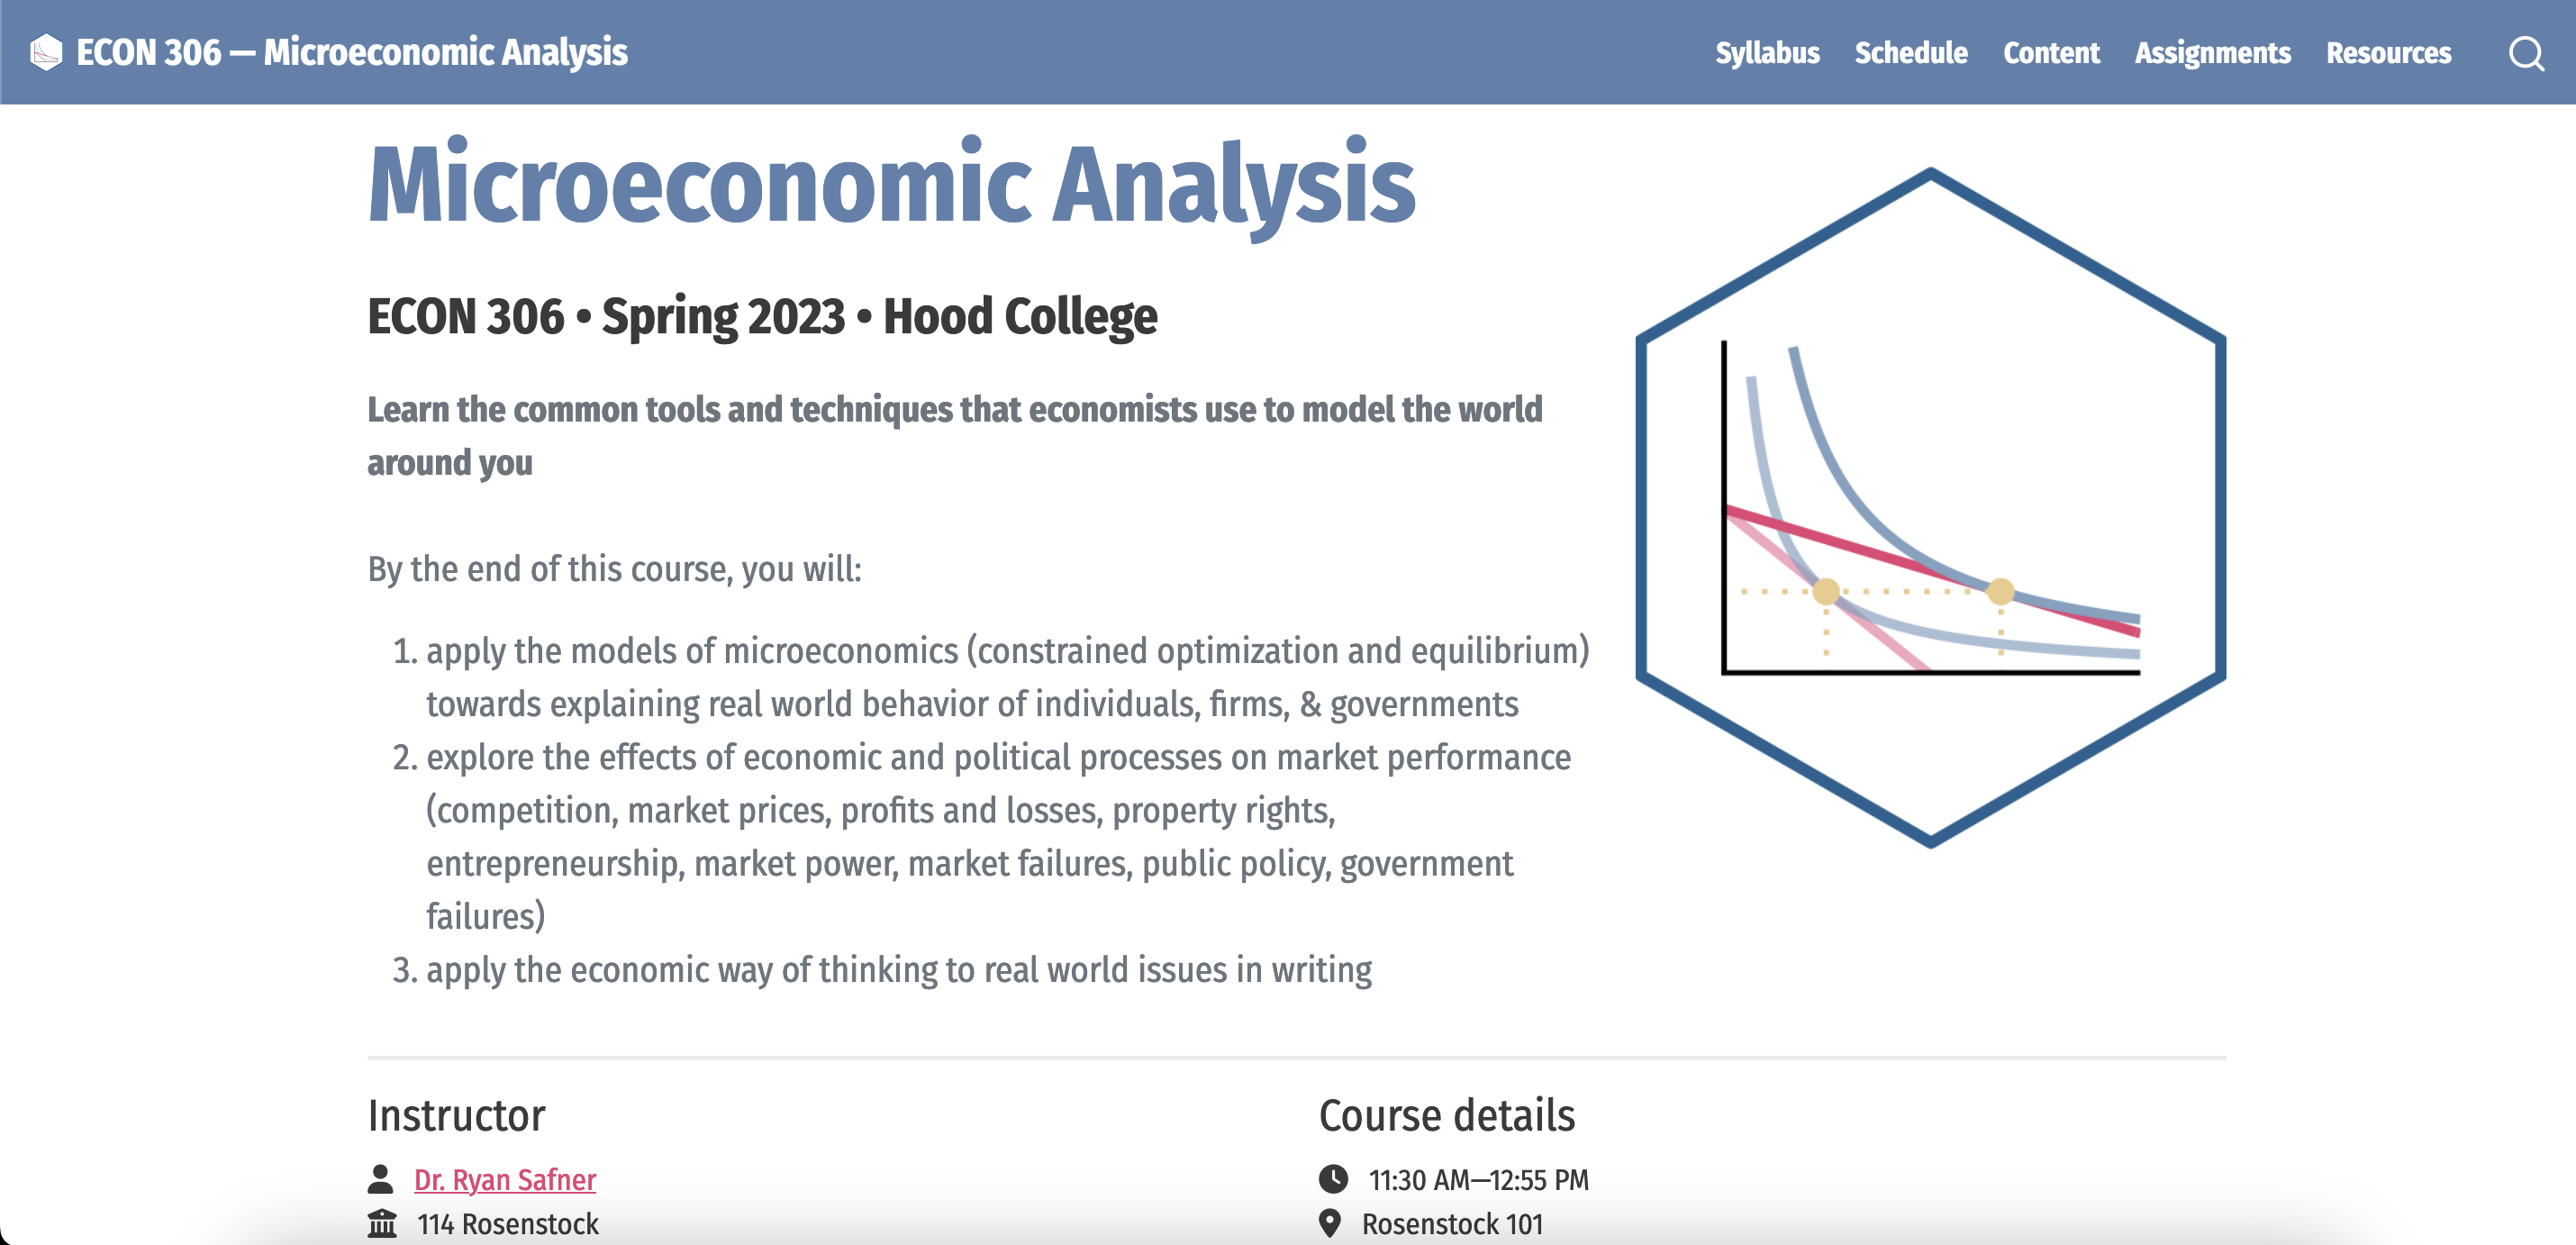 ECON 306 — Microeconomic Analysis
Syllabus Schedule Content Assignments Resources
Microeconomic Analysis
ECON 306 • Spring 2023 • Hood College
Learn the common tools and techniques that economists use to model the world
around you
By the end of this course, you will:
1. apply the models of microeconomics (constrained optimization and equilibrium)
towards explaining real world behavior of individuals, firms, & governments
2. explore the effects of economic and political processes on market performance
(competition, market prices, profits and losses, property rights,
entrepreneurship, market power, market failures, public policy, government
failures)
3. apply the economic way of thinking to real world issues in writing
Instructor
Dr. Ryan Safner
114 Rosenstock
Course details
11:30 AM—12:55 PM
Rosenstock 101